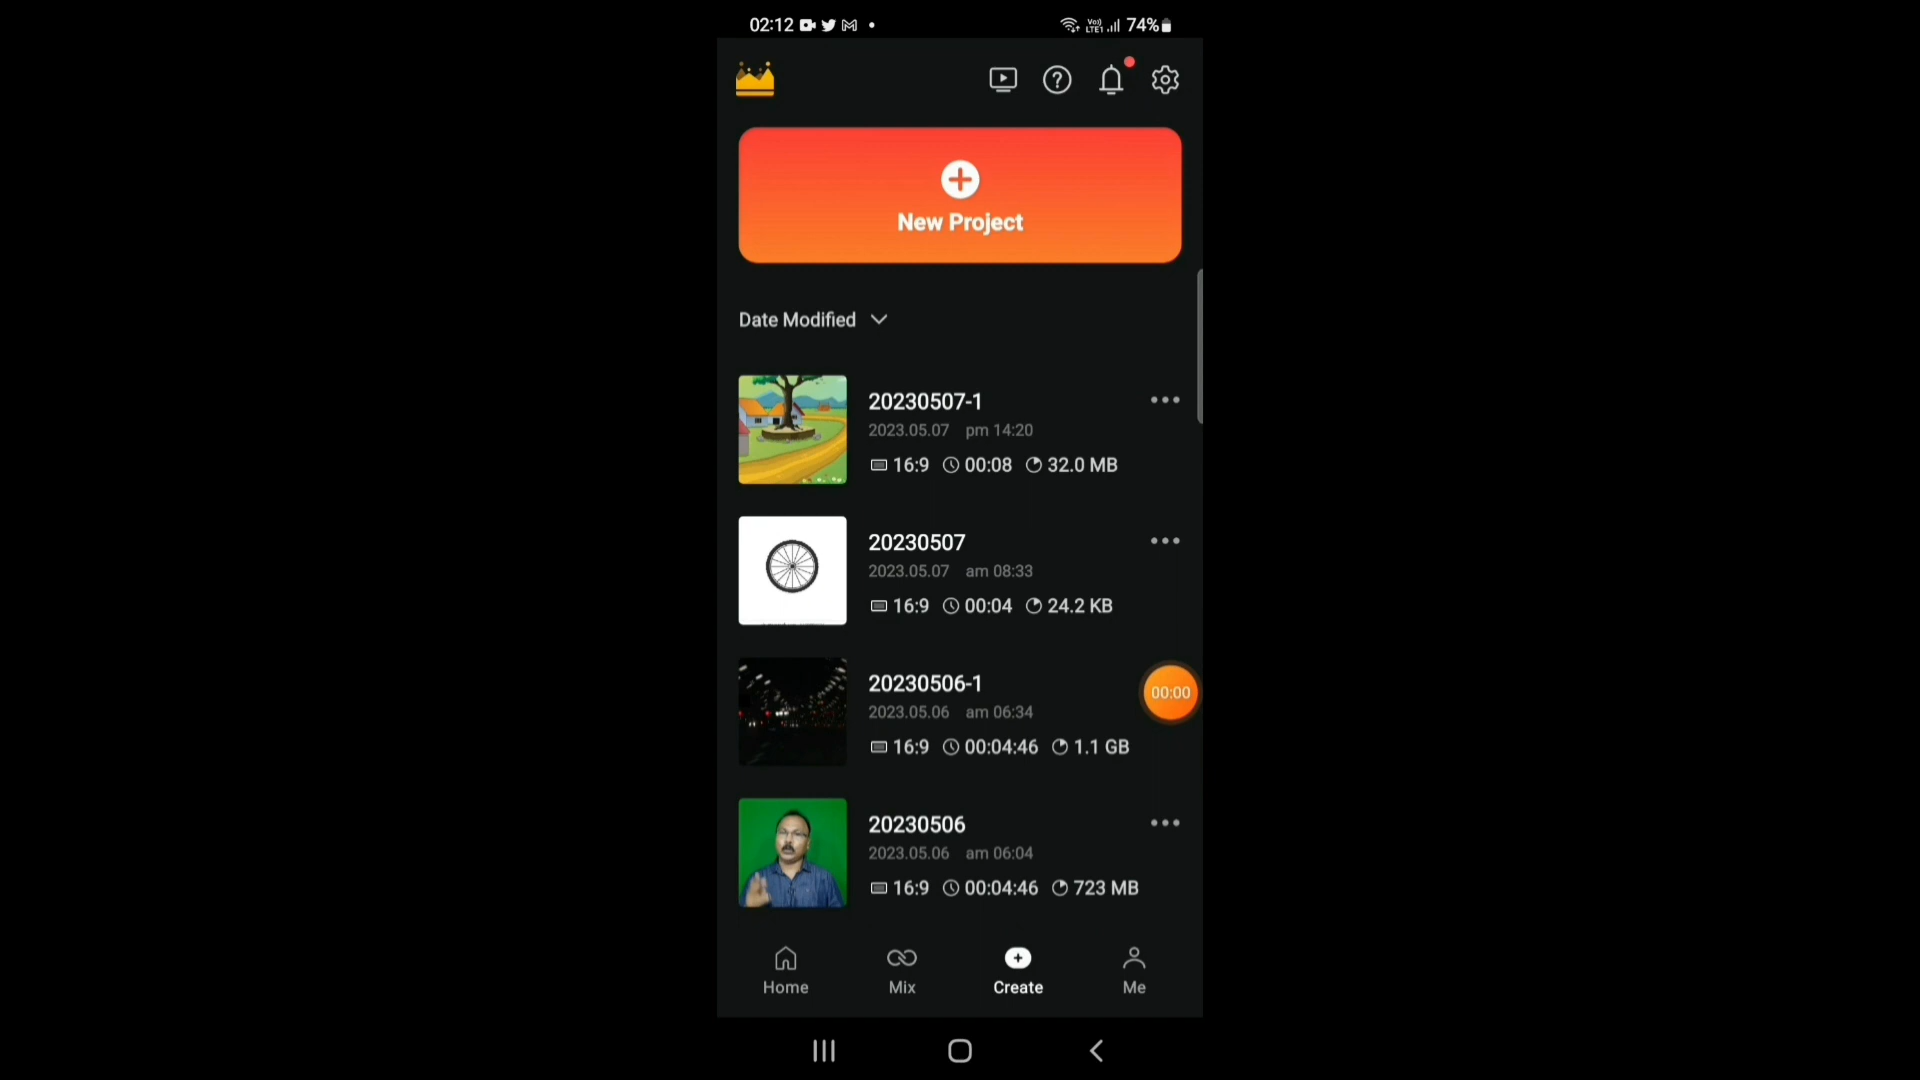 02:12 74%
New Project
Date Modified
20230507-1
2023.05.07 pm 14:20
16:9 00:08 32.0 MB
20230507
2023.05.07 am 08:33
16:9 00:04 24.2 KB
20230506-1
2023.05.06 am 06:34
00:00
16:9 00:04:46 1.1 GB
20230506
2023.05.06 am 06:04
16:9 00:04:46 723 MB
Home Mix Create Me